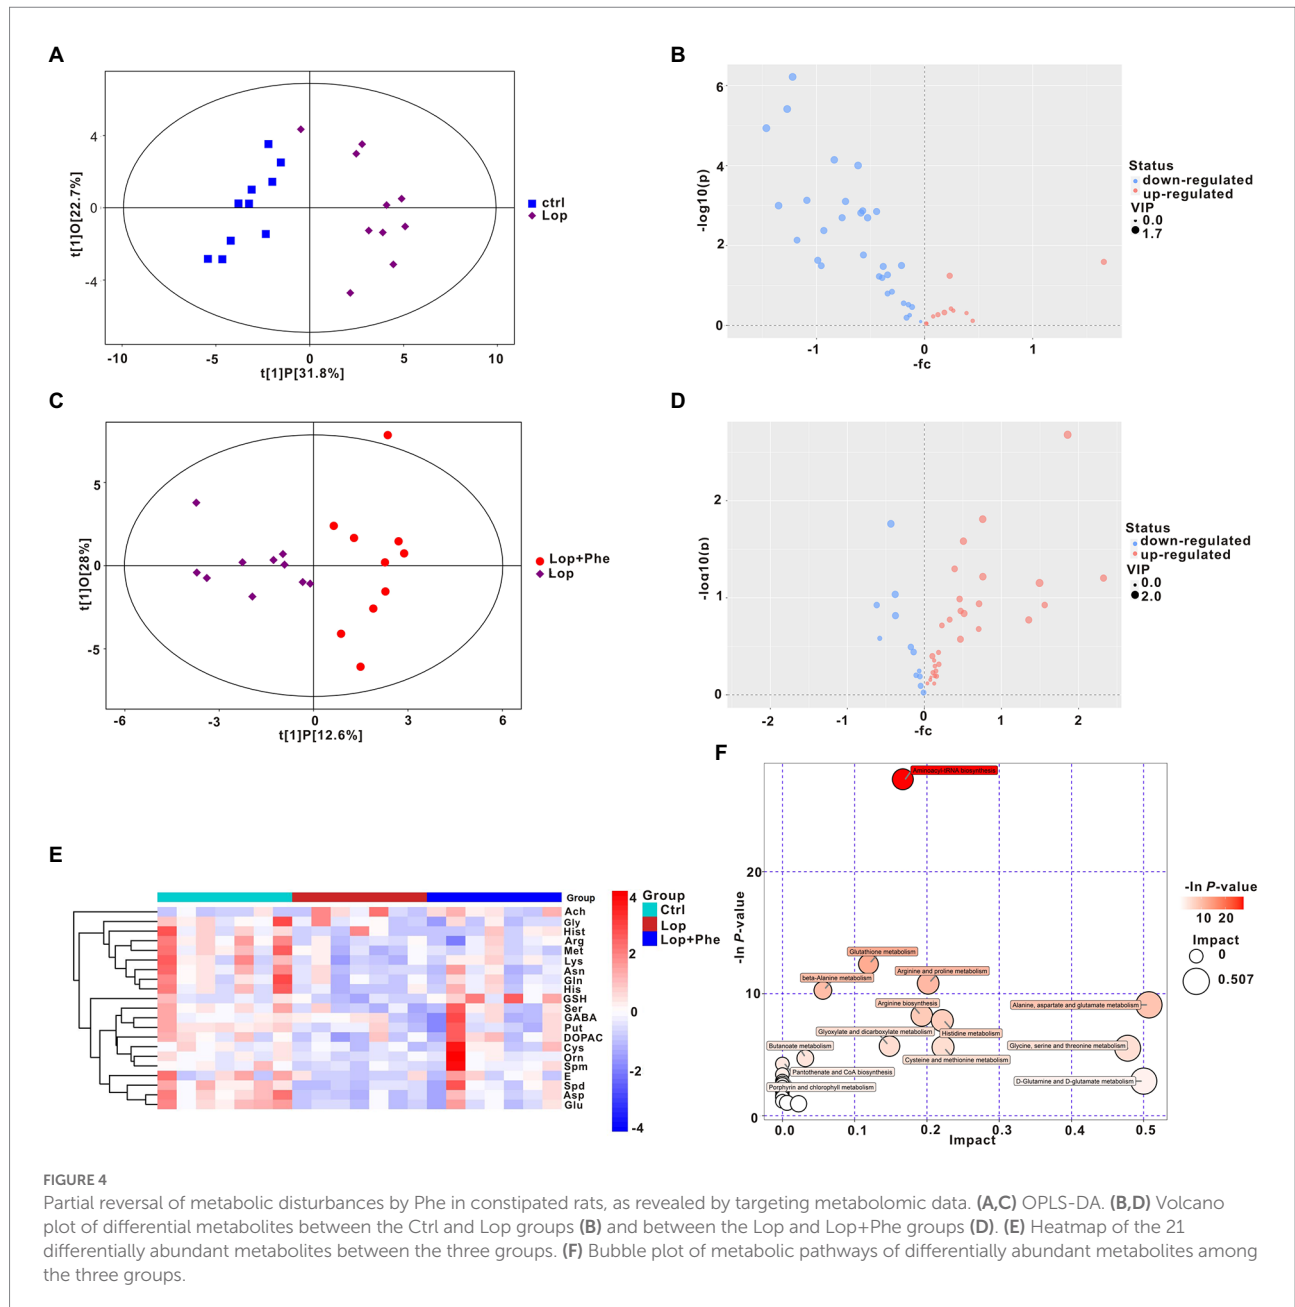 A
t[1]O[22.7%]
4
0
-4
-10
-5
0
5
10
t[1]P[31.8%]
ctrl
Lop
B
-log10(p)
6
4
2
0
-1
0
1
-fc
Status
down-regulated
up-regulated
VIP
0.0
1.7
C
t[1]O[28%]
5
0
-5
-6
-3
0
3
6
t[1]P[12.6%]
Lop+Phe
Lop
D
-log10(p)
2
1
0
-2
-1
0
1
2
-fc
Status
down-regulated
up-regulated
VIP
0.0
2.0
E
Group
Ach
Gly
Hist
Arg
Met
Lys
Asn
Gln
His
GSH
Ser
GABA
Put
DOPAC
Cys
Orn
Spm
E
Spd
Asp
Glu
4
2
0
-2
-4
Group
Ctrl
Lop
Lop+Phe
F
-ln P-value
20
10
0
0.0
0.1
0.2
0.3
0.4
0.5
Impact
Aminoacyl-tRNA biosynthesis
Glutathione metabolism
beta-Alanine metabolism
Arginine and proline metabolism
Arginine biosynthesis
Alanine, aspartate and glutamate metabolism
Glyoxylate and dicarboxylate metabolism
Histidine metabolism
Butanoate metabolism
Glycine, serine and threonine metabolism
Cysteine and methionine metabolism
Pantothenate and CoA biosynthesis
D-Glutamine and D-glutamate metabolism
Porphyrin and chlorophyll metabolism
-ln P-value
10 20
Impact
0
0.507
FIGURE 4
Partial reversal of metabolic disturbances by Phe in constipated rats, as revealed by targeting metabolomic data. (A,C) OPLS-DA. (B,D) Volcano
plot of differential metabolites between the Ctrl and Lop groups (B) and between the Lop and Lop+Phe groups (D). (E) Heatmap of the 21
differentially abundant metabolites between the three groups. (F) Bubble plot of metabolic pathways of differentially abundant metabolites among
the three groups.